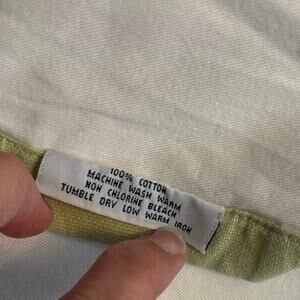 100% COTTON
MACHINE WASH WARM
NON CHLORINE BLEACH
TUMBLE DRY LOW WARM IRON